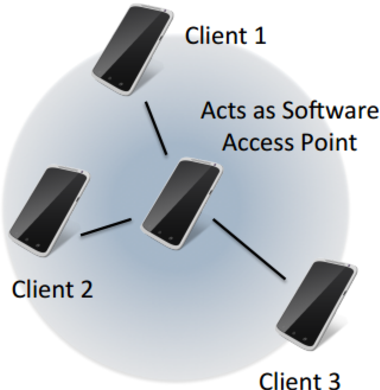 Client 1
Acts as Software
Access Point
Client 2
Client 3